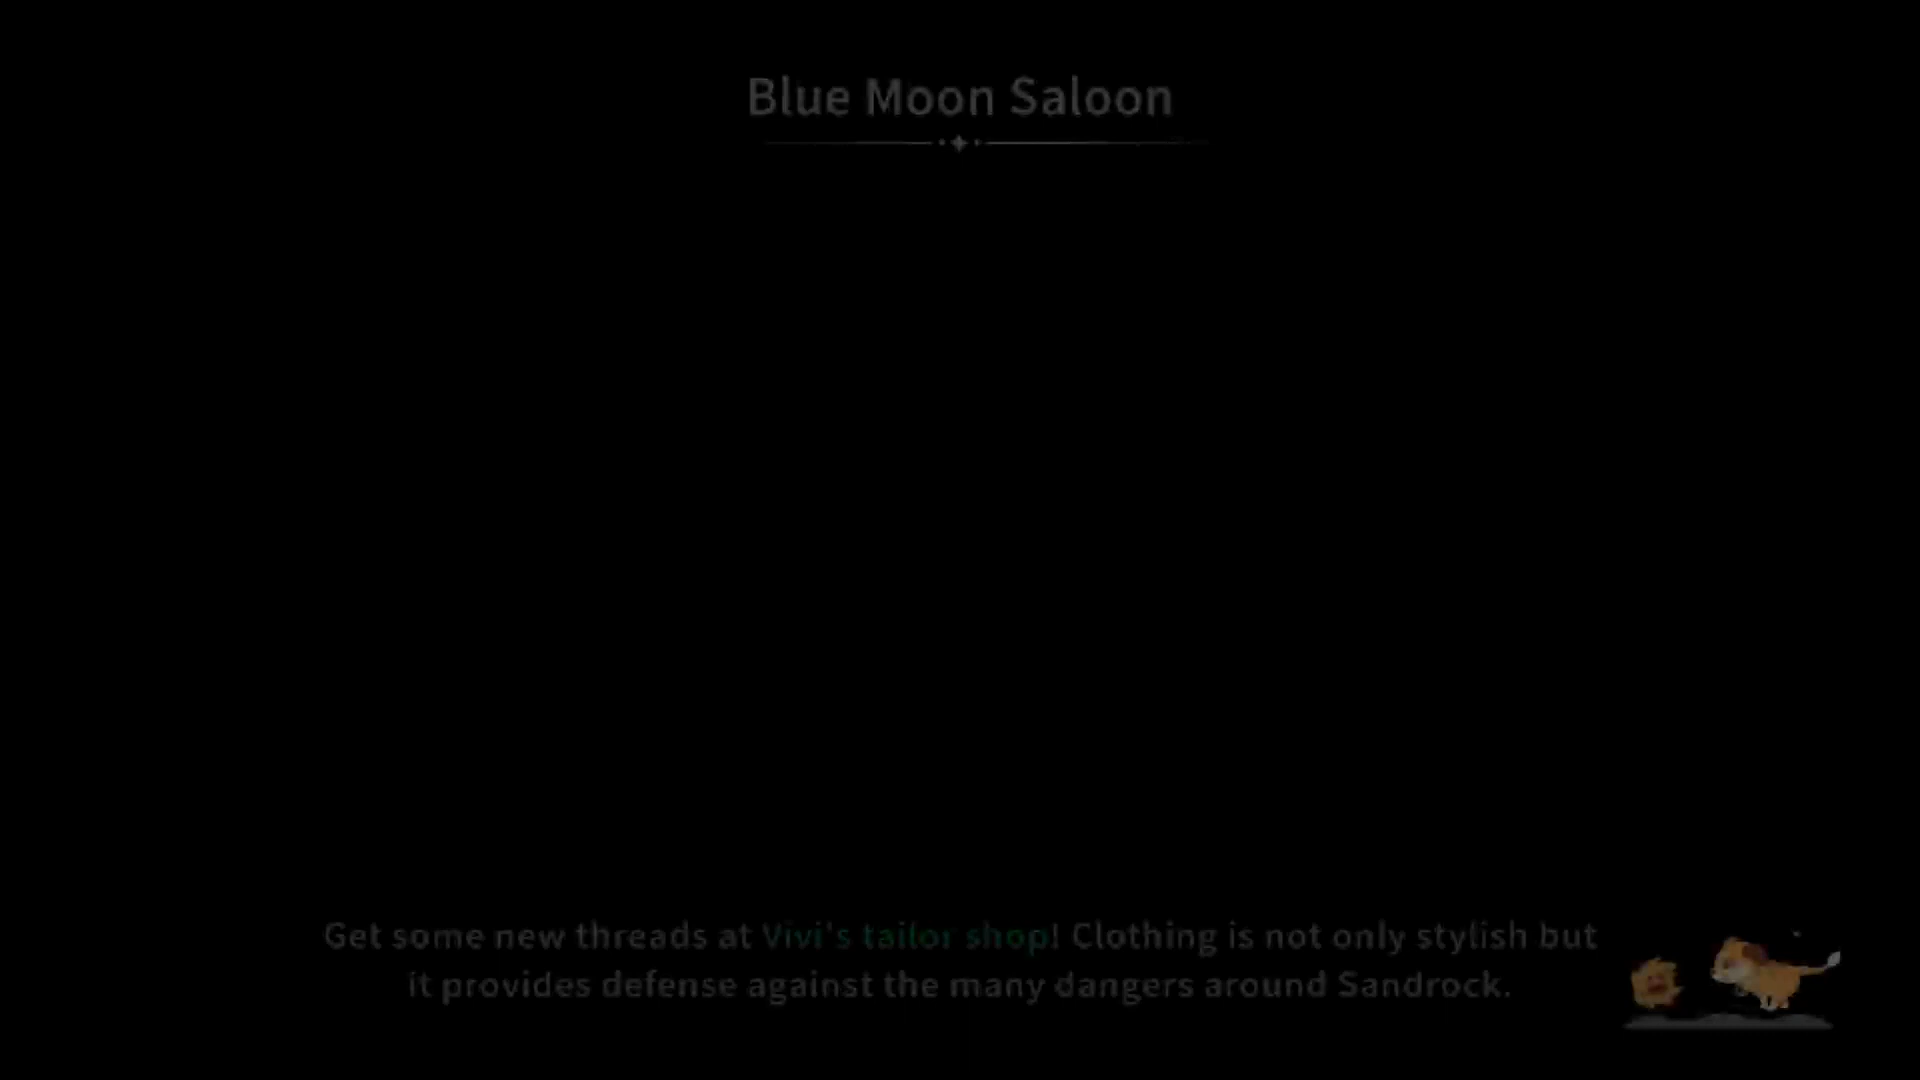 Blue Moon Saloon
Get some new threads at Vivi's tailor shop! Clothing is not only stylish but
it provides defense against the many dangers around Sandrock.